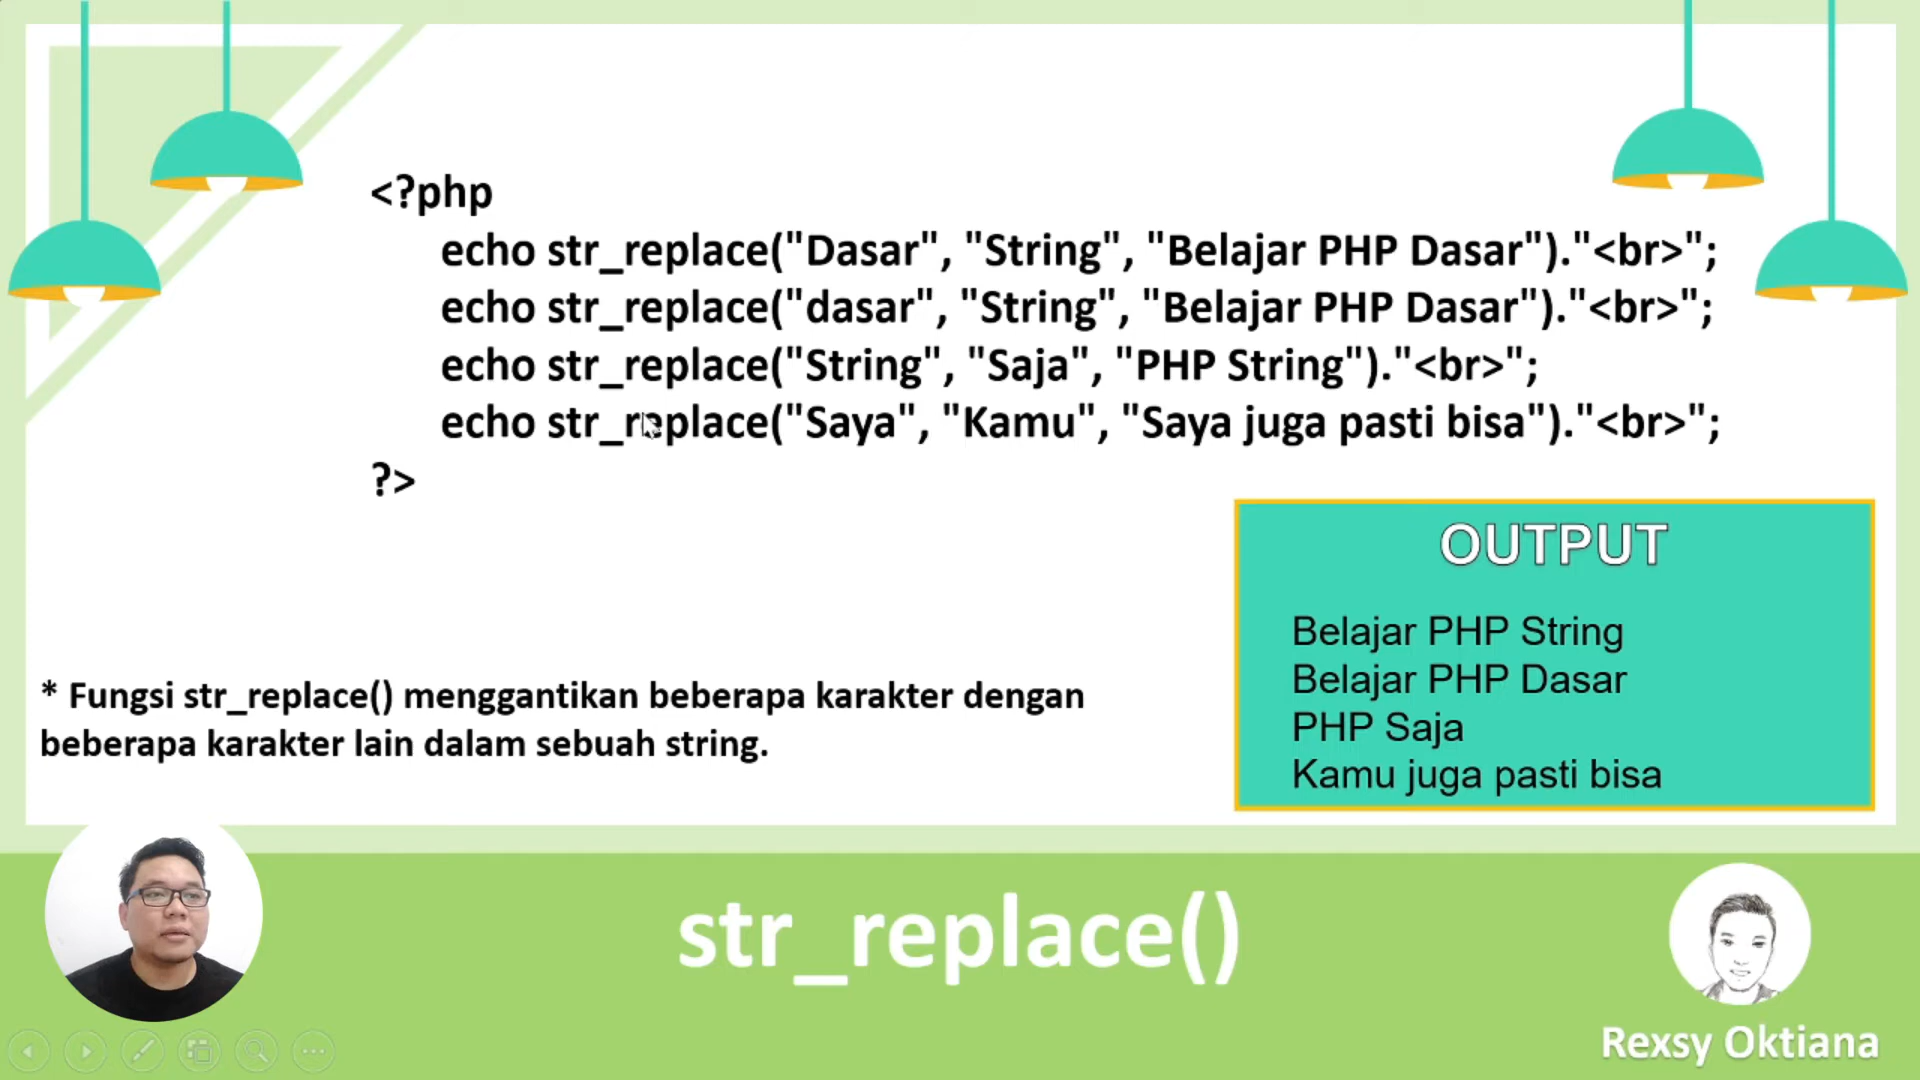 <?php
echo str_replace("Dasar", "String", "Belajar PHP Dasar")."<br>";
echo str_replace("dasar", "String", "Belajar PHP Dasar")."<br>";
echo str_replace("String", "Saja", "PHP String")."<br>";
echo str_replace("Saya", "Kamu", "Saya juga pasti bisa")."<br>";
?>
OUTPUT
Belajar PHP String
Belajar PHP Dasar
PHP Saja
Kamu juga pasti bisa
* Fungsi str_replace() menggantikan beberapa karakter dengan
beberapa karakter lain dalam sebuah string.
str_replace()
Rexsy Oktiana